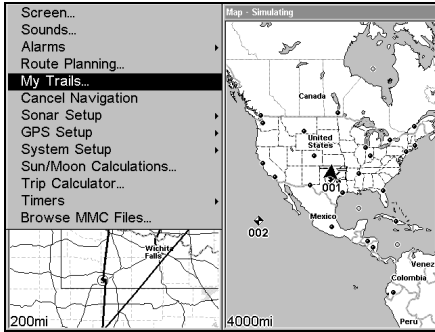 Screen...
Sounds...
Alarms
Route Planning...
My Trails...
Cancel Navigation
Sonar Setup
GPS Setup
System Setup
Sun/Moon Calculations...
Trip Calculator...
Timers
Browse MMC Files...
Wichita
Falls
200mi
Map - Simulating
Canada
United
States
001
Mexico
002
Venez
Colombia
Peru
4000mi